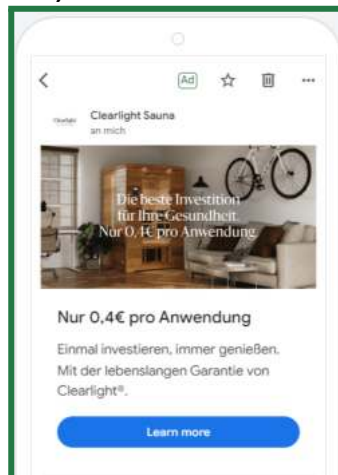 Ad
Clearlight Sauna
an mich
Die beste Investition
für Ihre Gesundheit.
Nur 0,4€ pro Anwendung.
Nur 0,4€ pro Anwendung
Einmal investieren, immer genießen.
Mit der lebenslangen Garantie von
Clearlight®.
Learn more